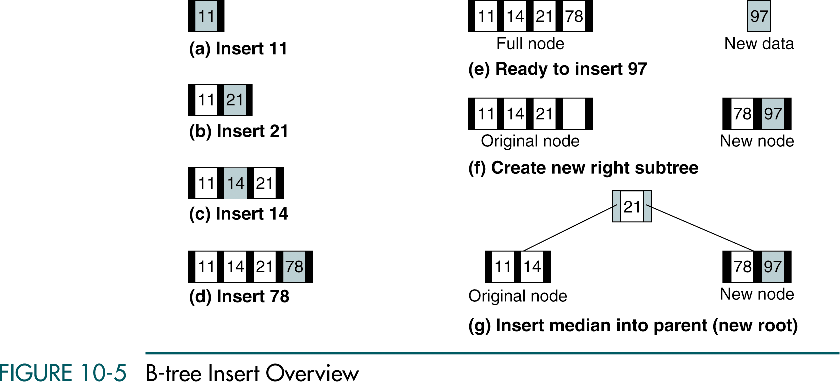 11
(a) Insert 11
11 21
(b) Insert 21
11 14 21
(c) Insert 14
11 14 21 78
(d) Insert 78
11 14 21 78
Full node
97
New data
(e) Ready to insert 97
11 14 21
Original node
78 97
New node
(f) Create new right subtree
21
11 14
Original node
78 97
New node
(g) Insert median into parent (new root)
FIGURE 10-5 B-tree Insert Overview